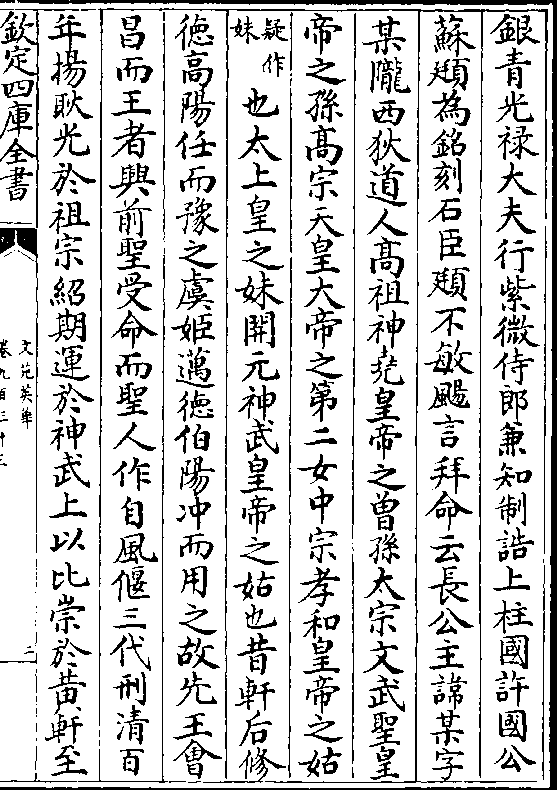 銀青光禄大夫行紫微侍郎兼知制誥上柱國許國公
蘇頲為銘刻石臣頲不敏颺言拜命云長公主諱某字
某隴西狄道人髙祖神堯皇帝之曽孫太宗文武聖皇
帝之孫髙宗天皇大帝之第二女中宗孝和皇帝之姑
疑作
妹
也太上皇之妹開元神武皇帝之姑也昔軒后修
徳高陽任而豫之虞姬邁德伯陽冲而用之故先王會
昌而王者興前聖受命而聖人作自風偃三代刑清百
年揚耿光於祖宗紹期運於神武上以比崇於黄軒至
欽定四庫全書
文苑英華
卷九百三十三
二